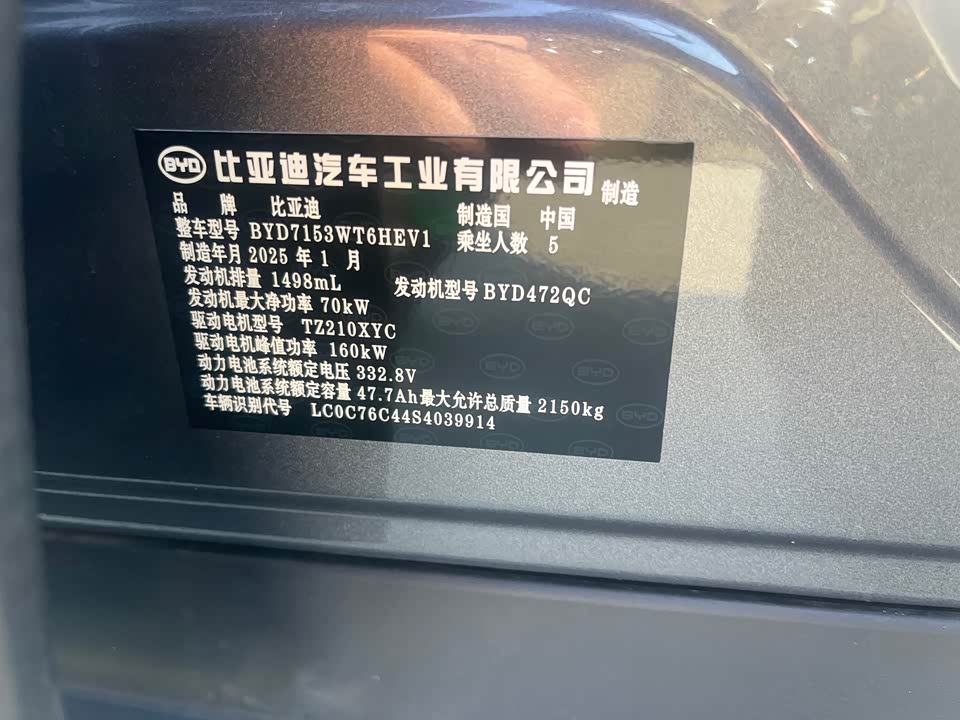 BYD 比亚迪汽车工业有限公司 制造
品 牌 比亚迪 制造国 中国
整车型号 BYD7153WT6HEV1 乘坐人数 5
制造年月 2025 年 1 月
发动机排量 1498mL 发动机型号 BYD472QC
发动机最大净功率 70kW
驱动电机型号 TZ210XYC
驱动电机峰值功率 160kW
动力电池系统额定电压 332.8V
动力电池系统额定容量 47.7Ah 最大允许总质量 2150kg
车辆识别代号 LC0C76C44S4039914